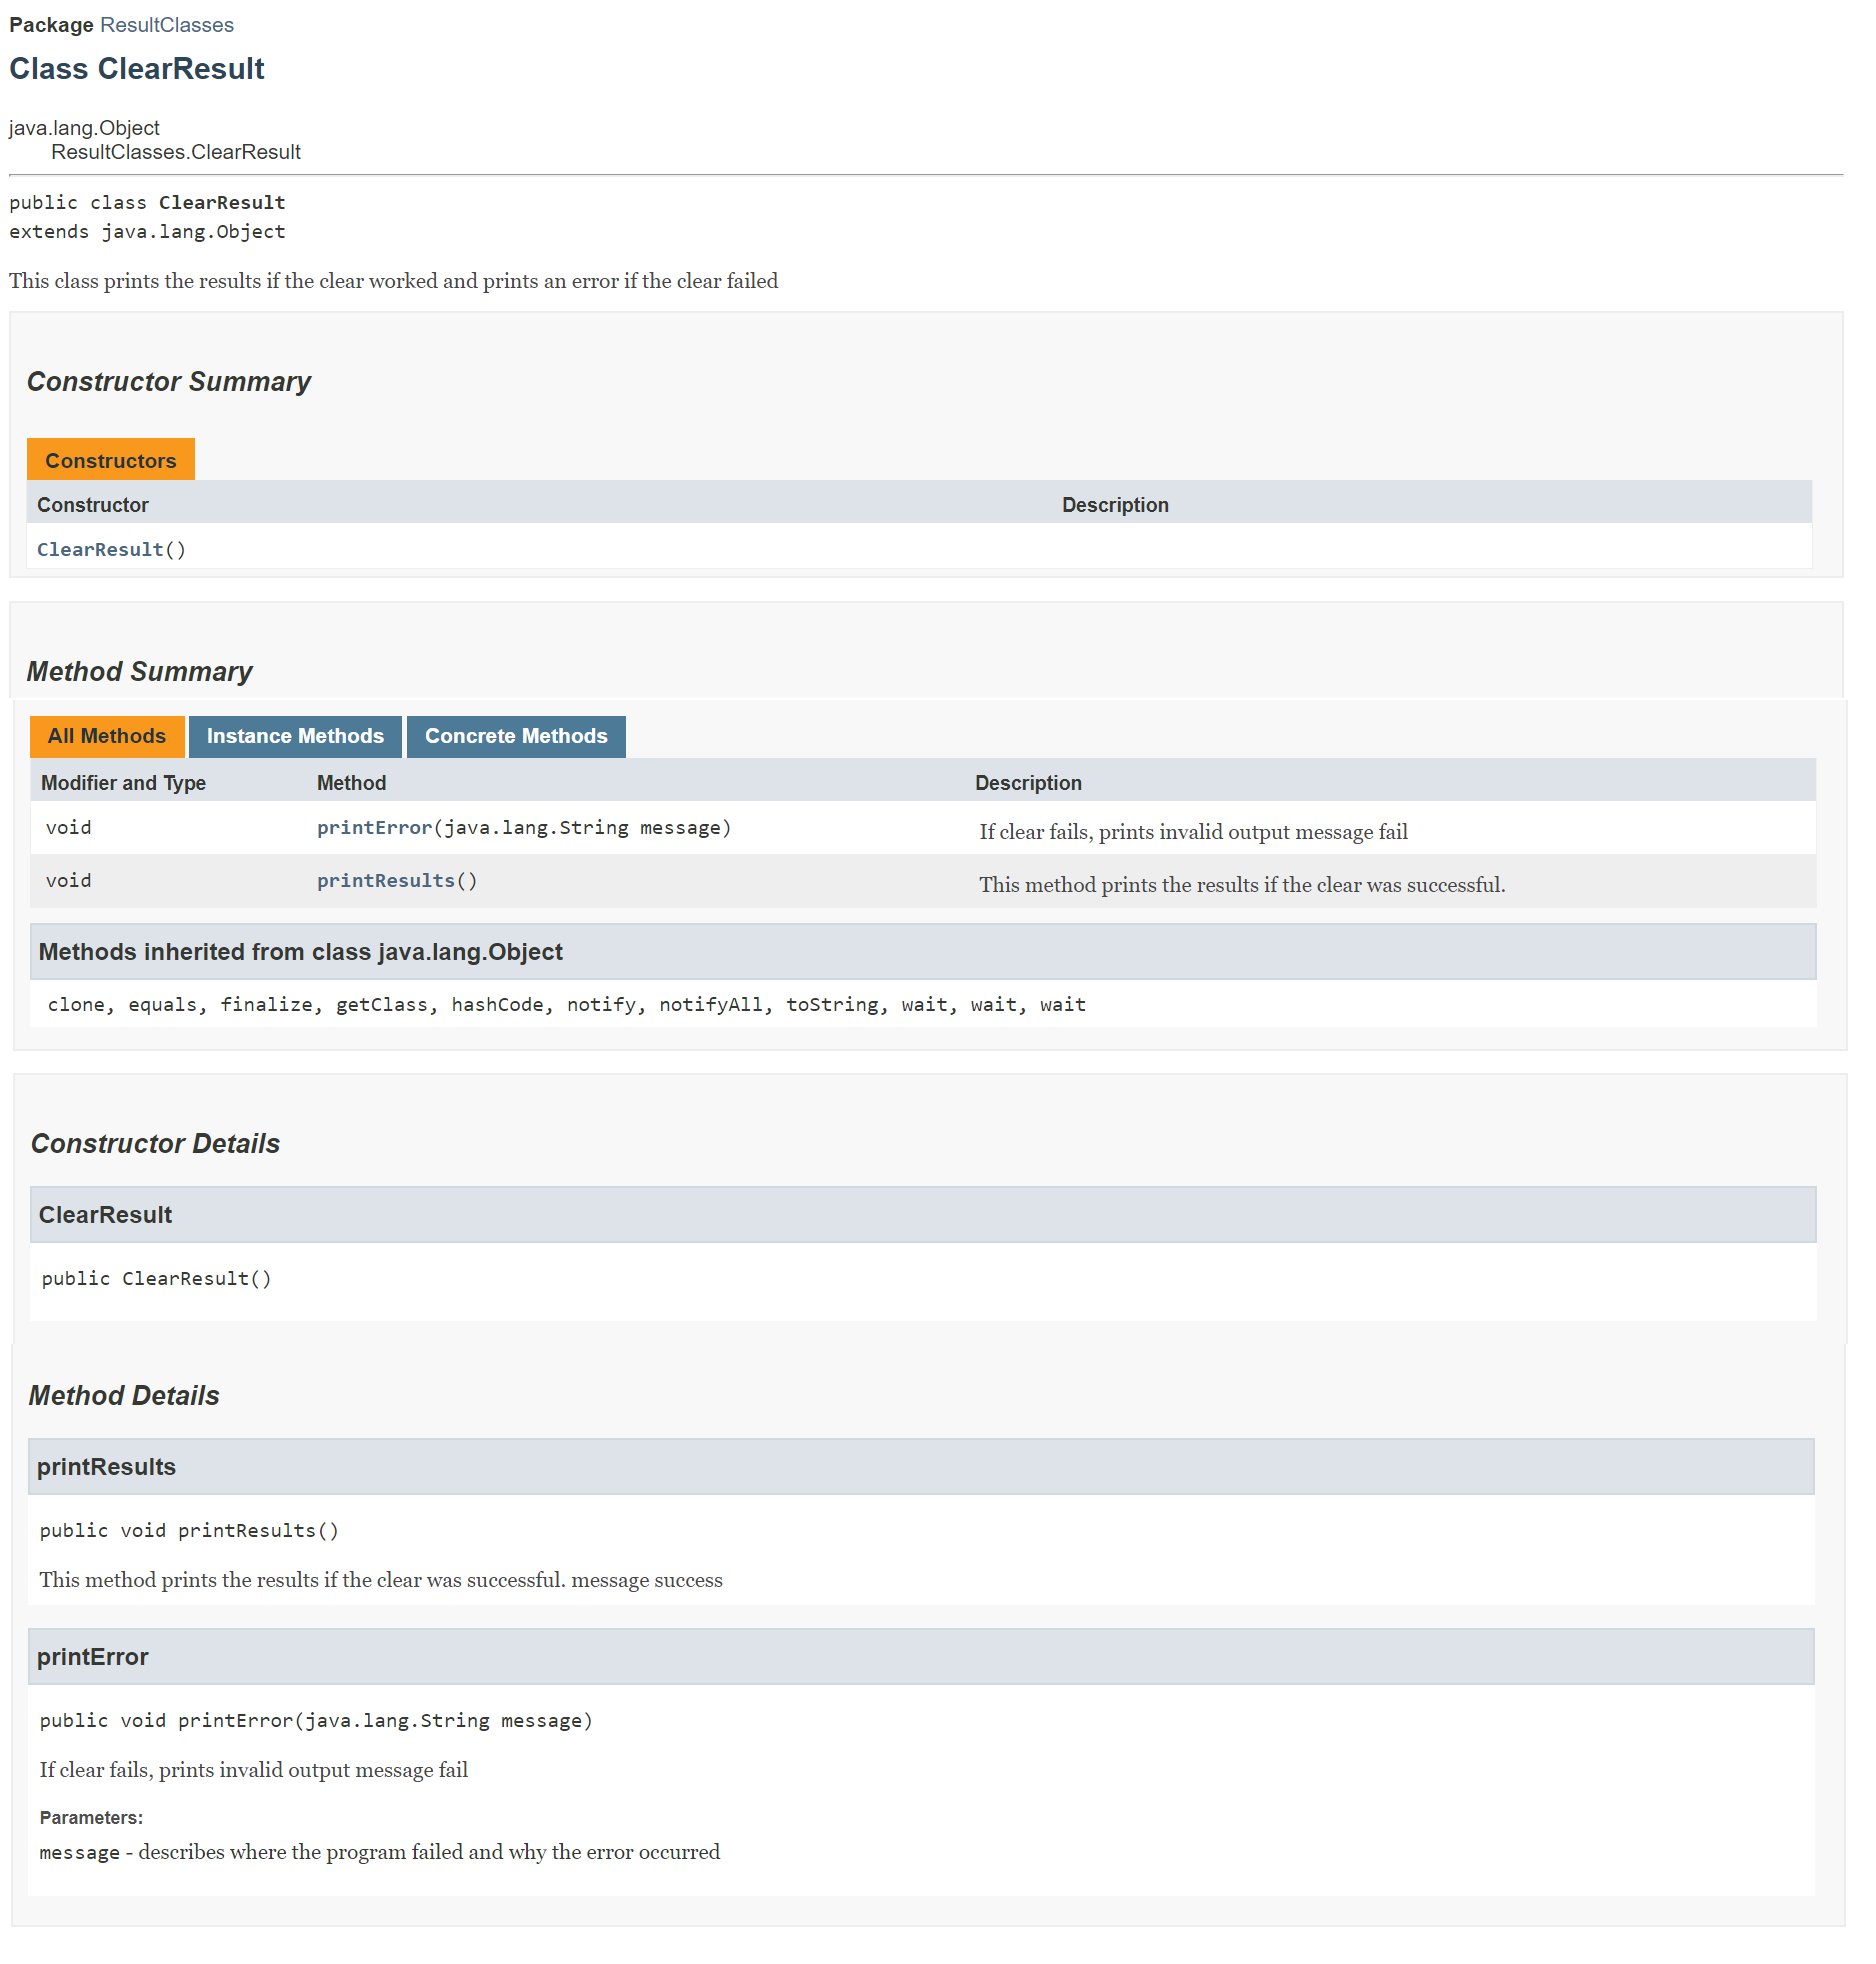 Package ResultClasses
Class ClearResult
java.lang.Object
ResultClasses.ClearResult
public class ClearResult
extends java.lang.Object
This class prints the results if the clear worked and prints an error if the clear failed
Constructor Summary
Constructors
Constructor Description
ClearResult()
Method Summary
All Methods Instance Methods Concrete Methods
Modifier and Type Method Description
void printError(java.lang.String message) If clear fails, prints invalid output message fail
void printResults() This method prints the results if the clear was successful.
Methods inherited from class java.lang.Object
clone, equals, finalize, getClass, hashCode, notify, notifyAll, toString, wait, wait, wait
Constructor Details
ClearResult
public ClearResult()
Method Details
printResults
public void printResults()
This method prints the results if the clear was successful. message success
printError
public void printError(java.lang.String message)
If clear fails, prints invalid output message fail
Parameters:
message - describes where the program failed and why the error occurred